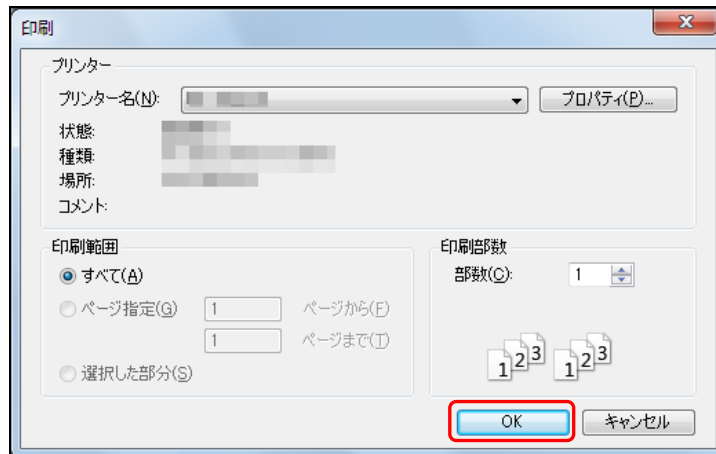 印刷
プリンター
プリンター名(N):
プロパティ(P)...
状態:
種類:
場所:
コメント:
印刷範囲
すべて(A)
ページ指定(G) 1 ページから(F)
1 ページまで(T)
選択した部分(S)
印刷部数
部数(C): 1
1 2 3 1 2 3
OK キャンセル